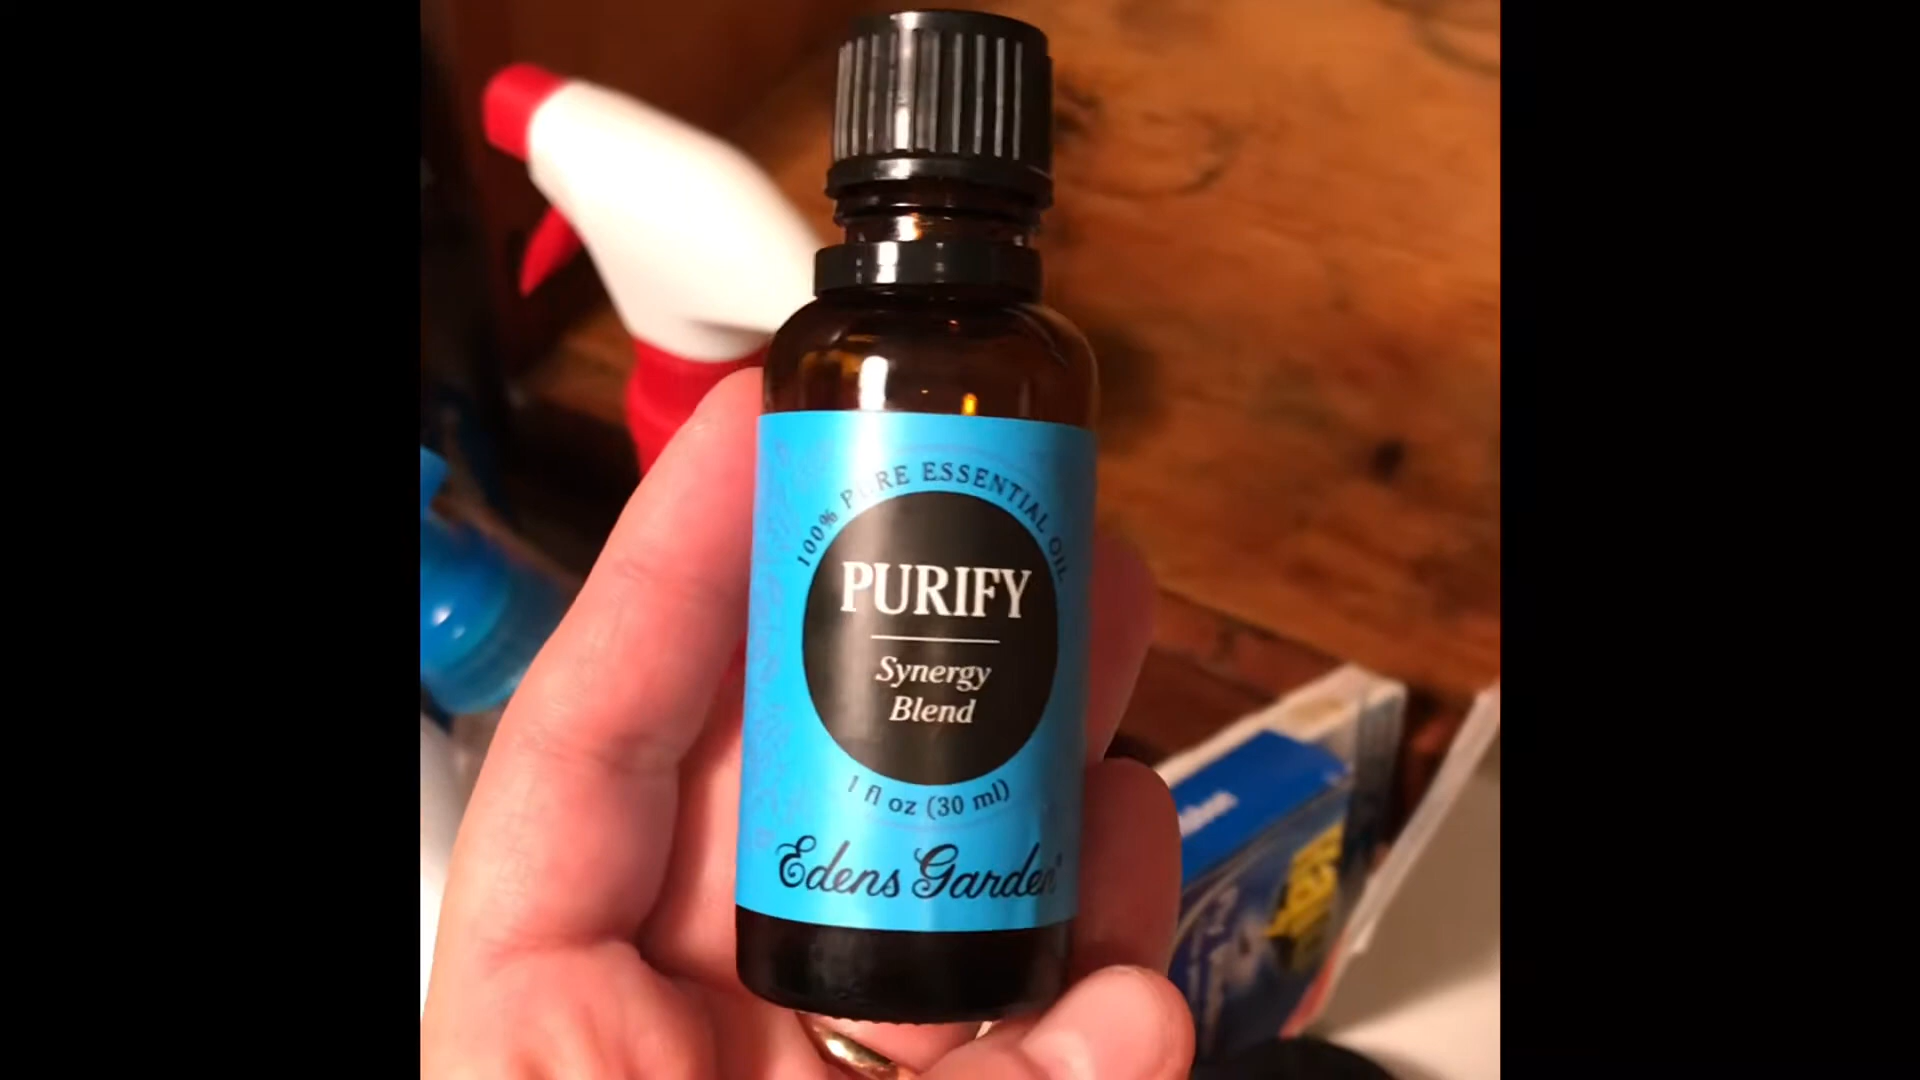 100% PURE ESSENTIAL OIL
PURIFY
Synergy
Blend
1 fl oz (30 ml)
Edens Garden®